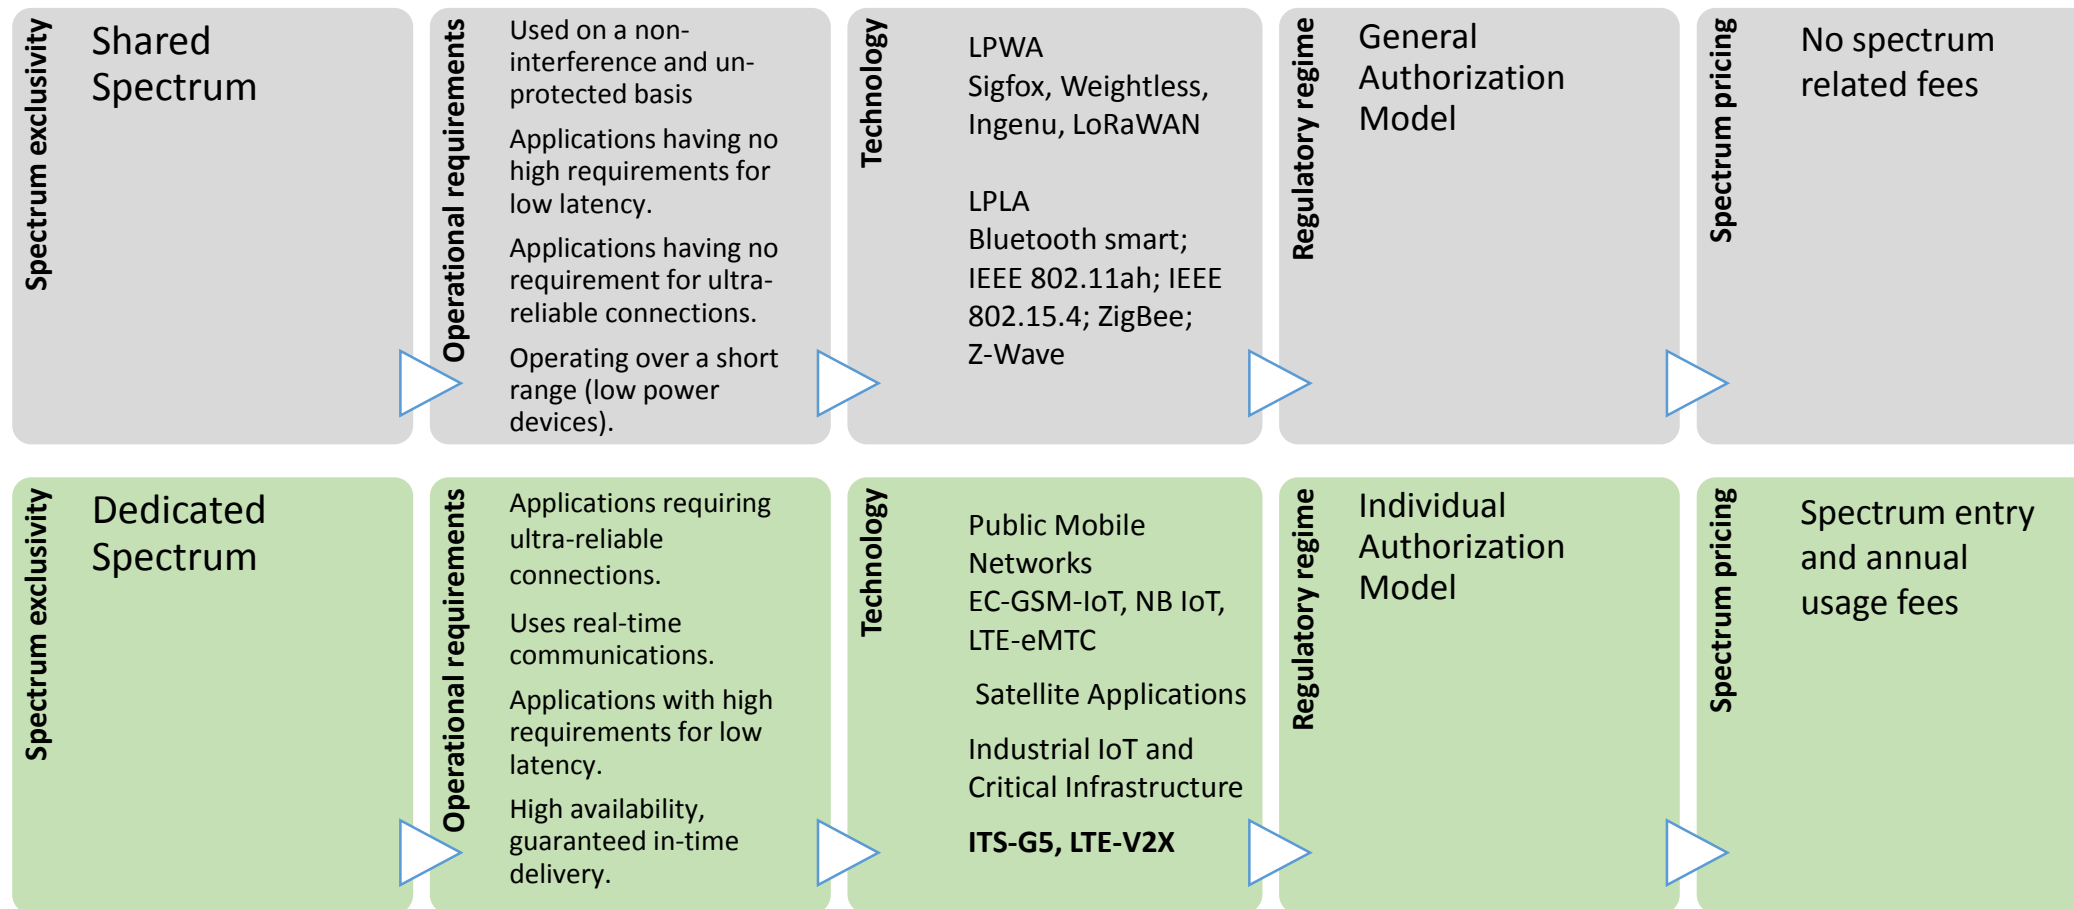 Spectrum exclusivity
Shared
Spectrum
Operational requirements
Used on a non-
interference and un-
protected basis
Applications having no
high requirements for
low latency.
Applications having no
requirement for ultra-
reliable connections.
Operating over a short
range (low power
devices).
Technology
LPWA
Sigfox, Weightless,
Ingenu, LoRaWAN
LPLA
Bluetooth smart;
IEEE 802.11ah; IEEE
802.15.4; ZigBee;
Z-Wave
Regulatory regime
General
Authorization
Model
Spectrum pricing
No spectrum
related fees
Spectrum exclusivity
Dedicated
Spectrum
Operational requirements
Applications requiring
ultra-reliable
connections.
Uses real-time
communications.
Applications with high
requirements for low
latency.
High availability,
guaranteed in-time
delivery.
Technology
Public Mobile
Networks
EC-GSM-IoT, NB IoT,
LTE-eMTC
Satellite Applications
Industrial IoT and
Critical Infrastructure
ITS-G5, LTE-V2X
Regulatory regime
Individual
Authorization
Model
Spectrum pricing
Spectrum entry
and annual
usage fees